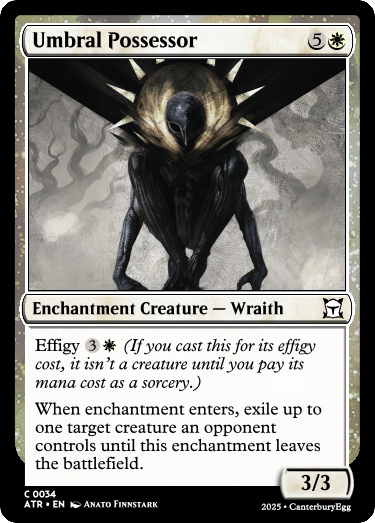 Umbral Possessor 5
Enchantment Creature — Wraith
Effigy 3 (If you cast this for its effigy
cost, it isn't a creature until you pay its
mana cost as a sorcery.)
When enchantment enters, exile up to
one target creature an opponent
controls until this enchantment leaves
the battlefield.
3/3
C 0034
ATR • EN Anato Finnstark
2025 • CanterburyEgg